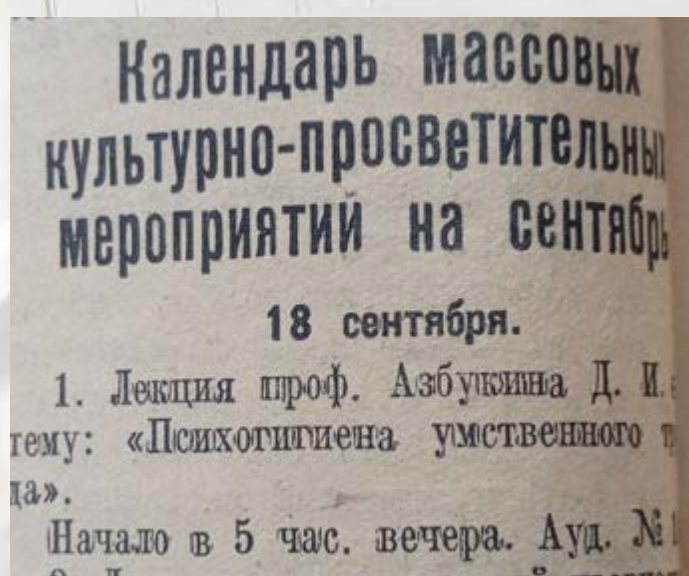 Календарь массовых
культурно-просветительны
мероприятий на сентябрь
18 сентября.
1. Лекция проф. Азбукина Д. И.
тему: «Психогигиена умственного т
да».
Начало в 5 час. вечера. Ауд. №